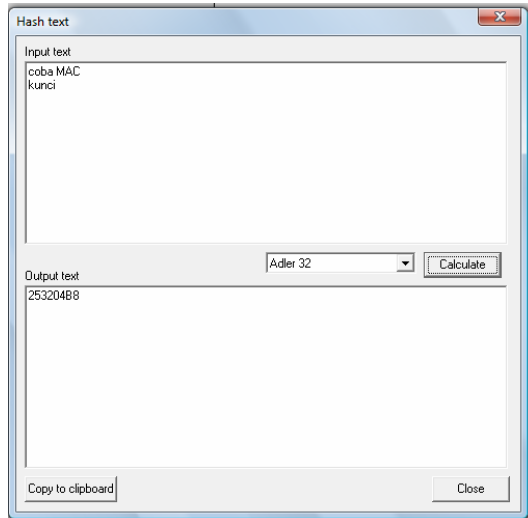 Hash text
Input text
coba MAC
kunci
Adler 32
Calculate
Output text
253204B8
Copy to clipboard
Close